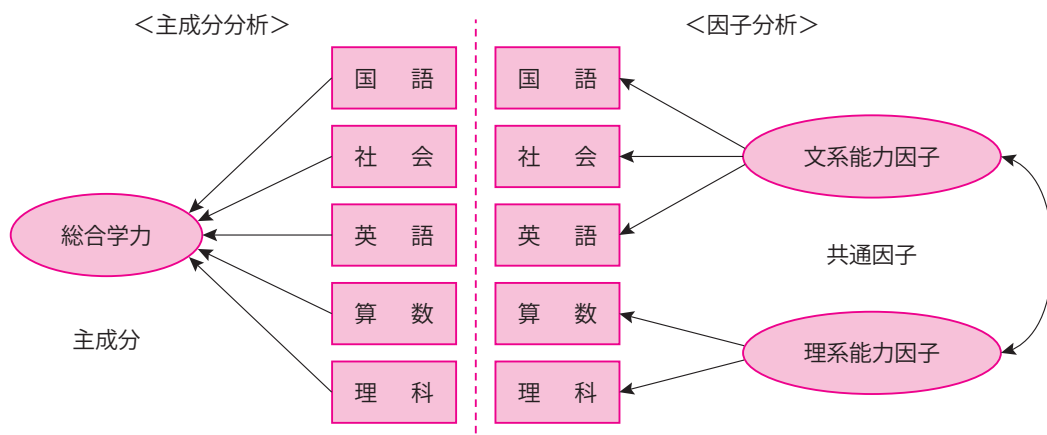 ＜主成分分析＞
国　語
社　会
総合学力
英　語
算　数
主成分
理　科
＜因子分析＞
国　語
文系能力因子
社　会
英　語
共通因子
算　数
理系能力因子
理　科